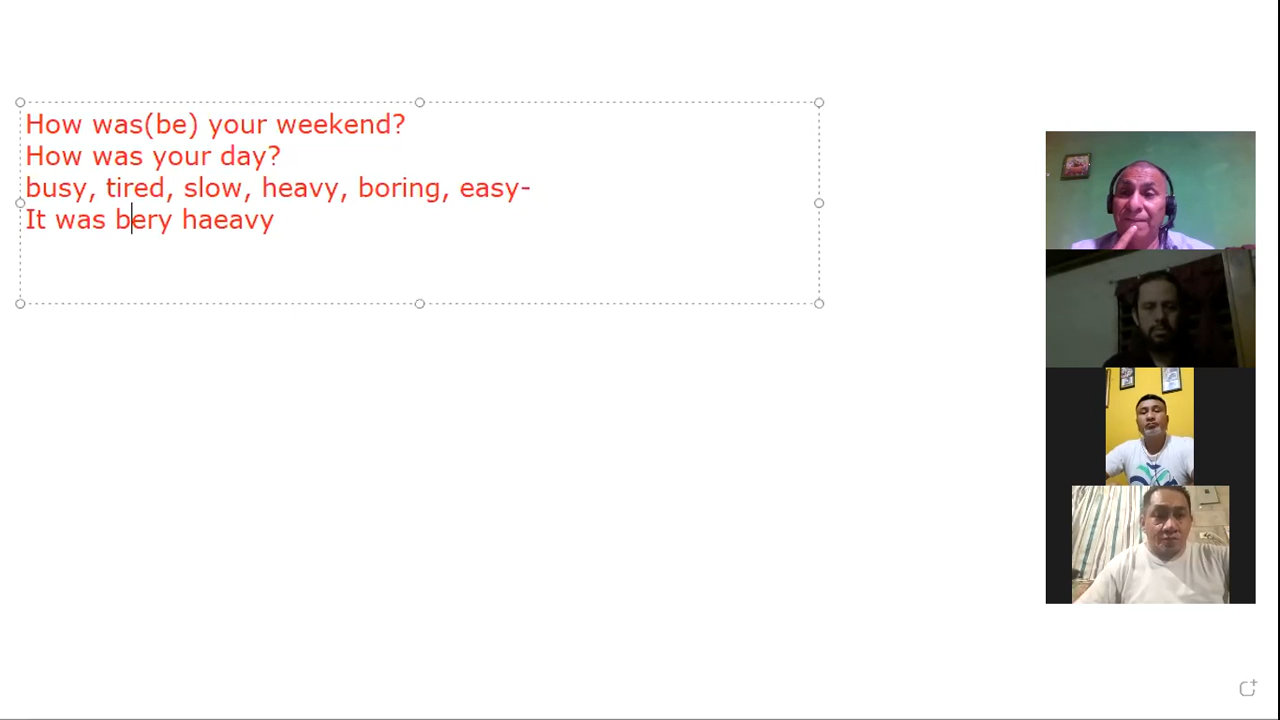 How was(be) your weekend?
How was your day?
busy, tired, slow, heavy, boring, easy-
It was bery haeavy